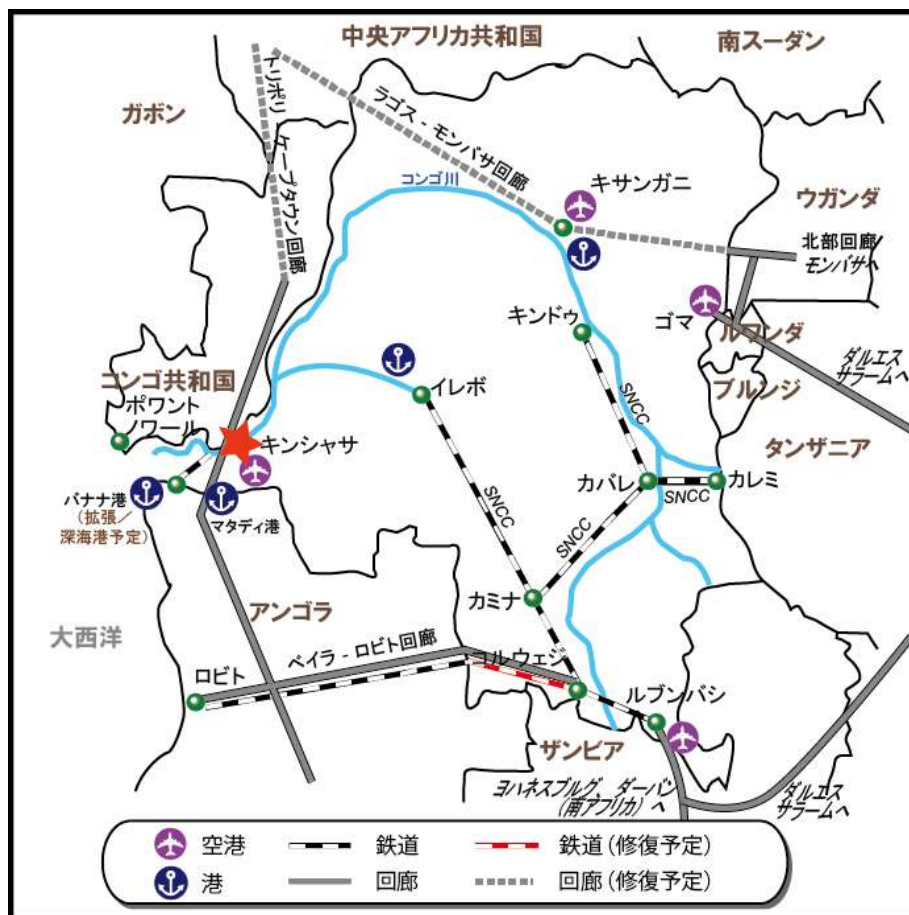 中央アフリカ共和国
南スーダン
ガボン
トリポリ - ケープタウン回廊
ラゴス - モンバサ回廊
コンゴ川
キサンガニ
ウガンダ
北部回廊
モンバサへ
ゴマ
ルワンダ
キンドゥ
ダルエス
サラームへ
ブルンジ
コンゴ共和国
ポワント
ノワール
イレボ
SNCC
キンシャサ
タンザニア
カバレ
カレミ
SNCC
バナナ港
(拡張/
深海港予定)
マタディ港
SNCC
SNCC
カミナ
アンゴラ
大西洋
ベイラ - ロビト回廊
コルウェジ
ロビト
ルブンバシ
ザンビア
ヨハネスブルグ、ダーバン
(南アフリカ)へ
ダルエス
サラームへ
空港
鉄道
鉄道(修復予定)
港
回廊
回廊(修復予定)